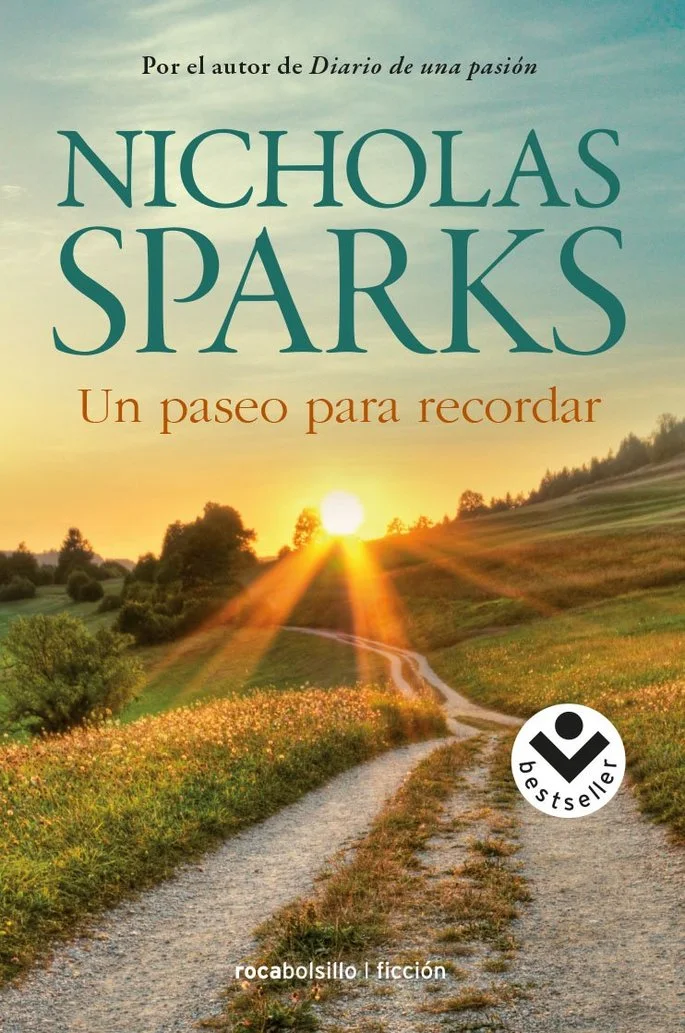 Por el autor de Diario de una pasión
NICHOLAS
SPARKS
Un paseo para recordar
bestseller
rocabolsillo | ficción